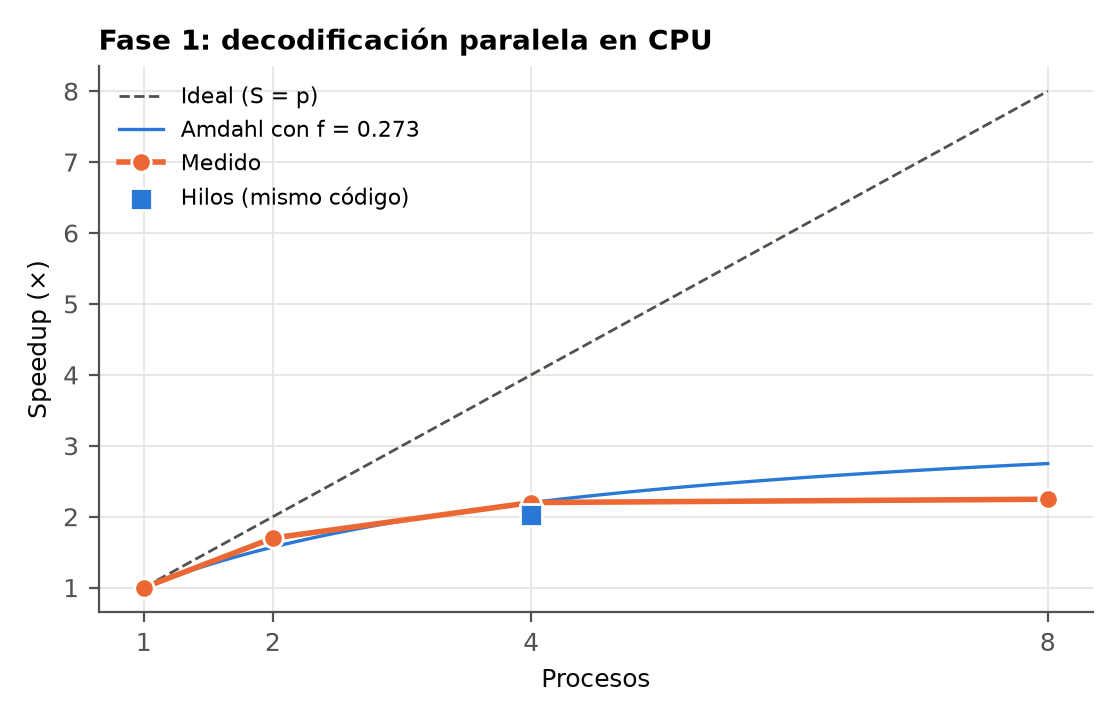 Fase 1: decodificación paralela en CPU
Ideal (S = p)
Amdahl con f = 0.273
Medido
Hilos (mismo código)
Speedup (×)
8
7
6
5
4
3
2
1
1 2 4 8
Procesos